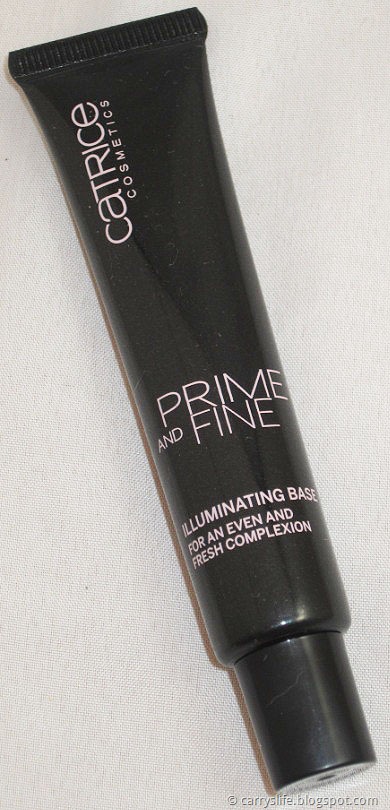 CATRICE
COSMETICS
PRIME
AND FINE
ILLUMINATING BASE
FOR AN EVEN AND
FRESH COMPLEXION
© carryslife.blogspot.com